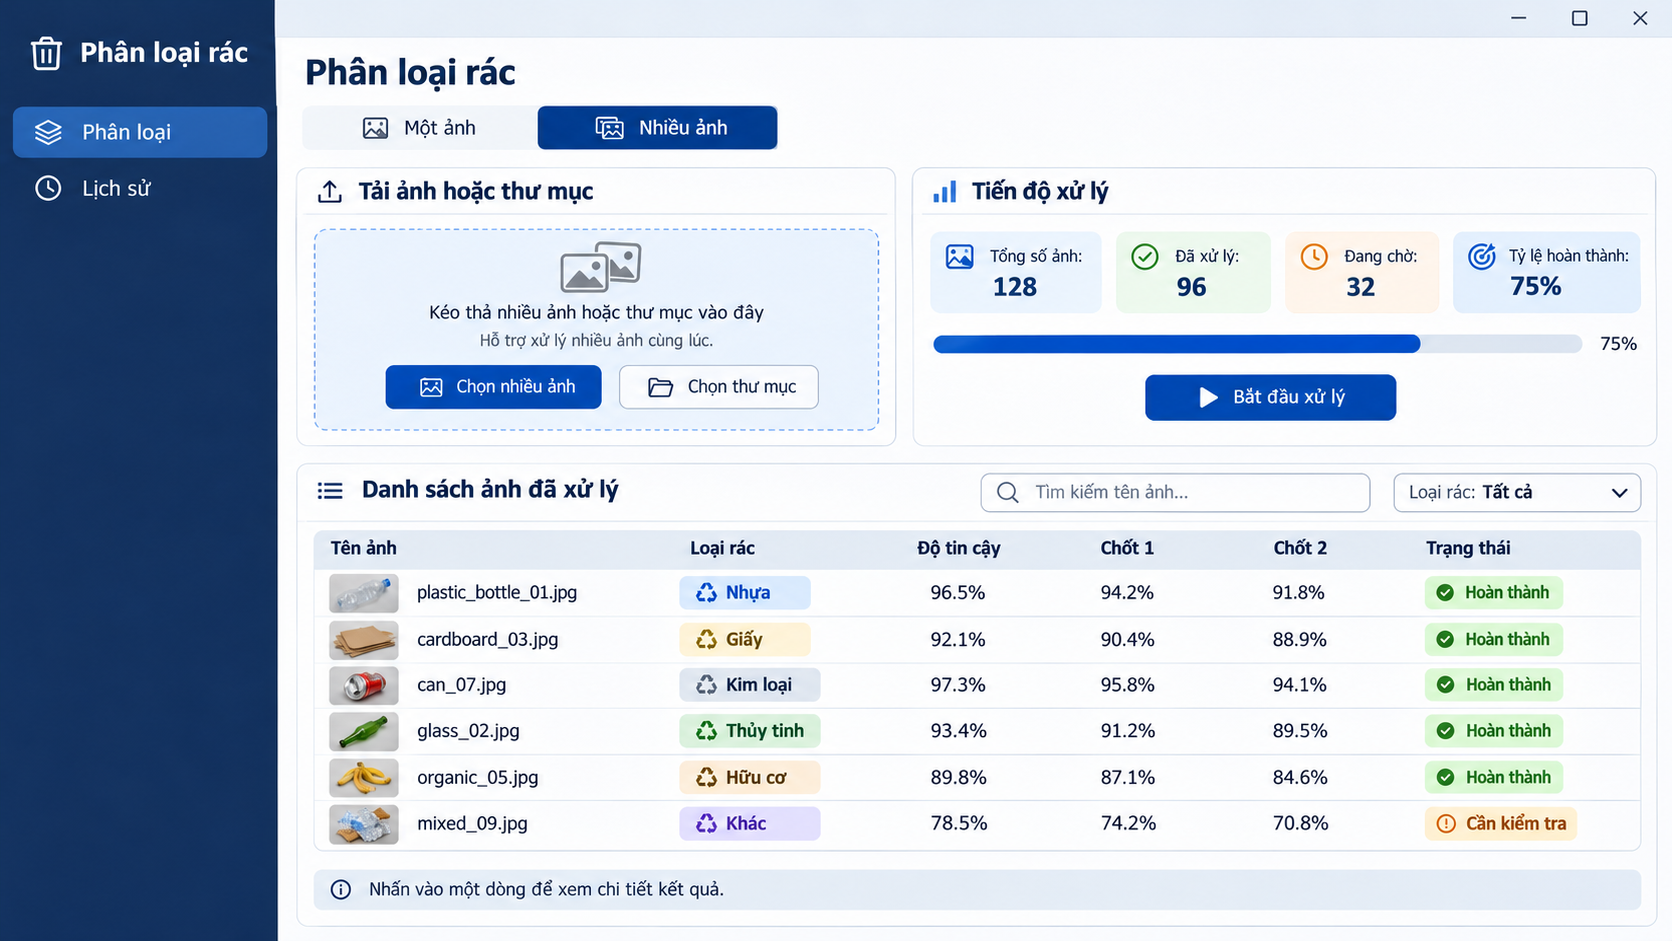 Phân loại rác
Phân loại
Lịch sử
Phân loại rác
Một ảnh
Nhiều ảnh
Tải ảnh hoặc thư mục
Kéo thả nhiều ảnh hoặc thư mục vào đây
Hỗ trợ xử lý nhiều ảnh cùng lúc.
Chọn nhiều ảnh
Chọn thư mục
Tiến độ xử lý
Tổng số ảnh:
128
Đã xử lý:
96
Đang chờ:
32
Tỷ lệ hoàn thành:
75%
75%
Bắt đầu xử lý
Danh sách ảnh đã xử lý
Tìm kiếm tên ảnh...
Loại rác: Tất cả
Tên ảnh Loại rác Độ tin cậy Chốt 1 Chốt 2 Trạng thái
plastic_bottle_01.jpg Nhựa 96.5% 94.2% 91.8% Hoàn thành
cardboard_03.jpg Giấy 92.1% 90.4% 88.9% Hoàn thành
can_07.jpg Kim loại 97.3% 95.8% 94.1% Hoàn thành
glass_02.jpg Thủy tinh 93.4% 91.2% 89.5% Hoàn thành
organic_05.jpg Hữu cơ 89.8% 87.1% 84.6% Hoàn thành
mixed_09.jpg Khác 78.5% 74.2% 70.8% Cần kiểm tra
Nhấn vào một dòng để xem chi tiết kết quả.